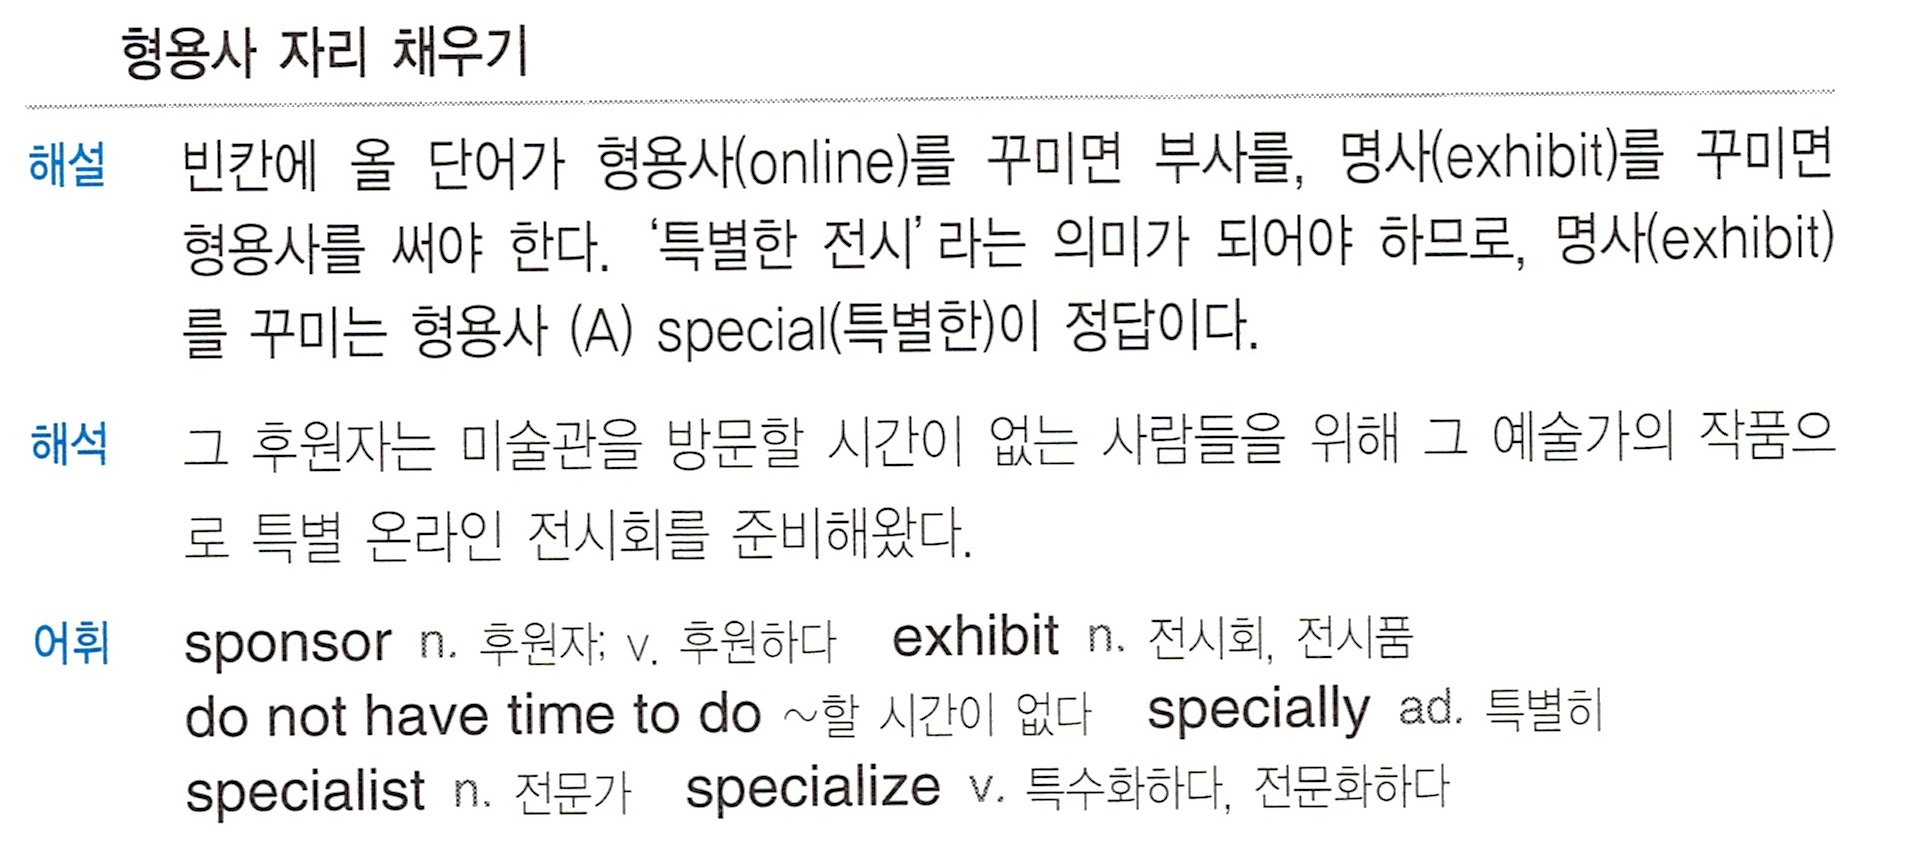 형용사 자리 채우기
해설 빈칸에 올 단어가 형용사(online)를 꾸미면 부사를, 명사(exhibit)를 꾸미면
형용사를 써야 한다. ‘특별한 전시’라는 의미가 되어야 하므로, 명사(exhibit)
를 꾸미는 형용사 (A) special(특별한)이 정답이다.
해석 그 후원자는 미술관을 방문할 시간이 없는 사람들을 위해 그 예술가의 작품으
로 특별 온라인 전시회를 준비해왔다.
어휘 sponsor n. 후원자; v. 후원하다 exhibit n. 전시회, 전시품
do not have time to do ~할 시간이 없다 specially ad. 특별히
specialist n. 전문가 specialize v. 특수화하다, 전문화하다